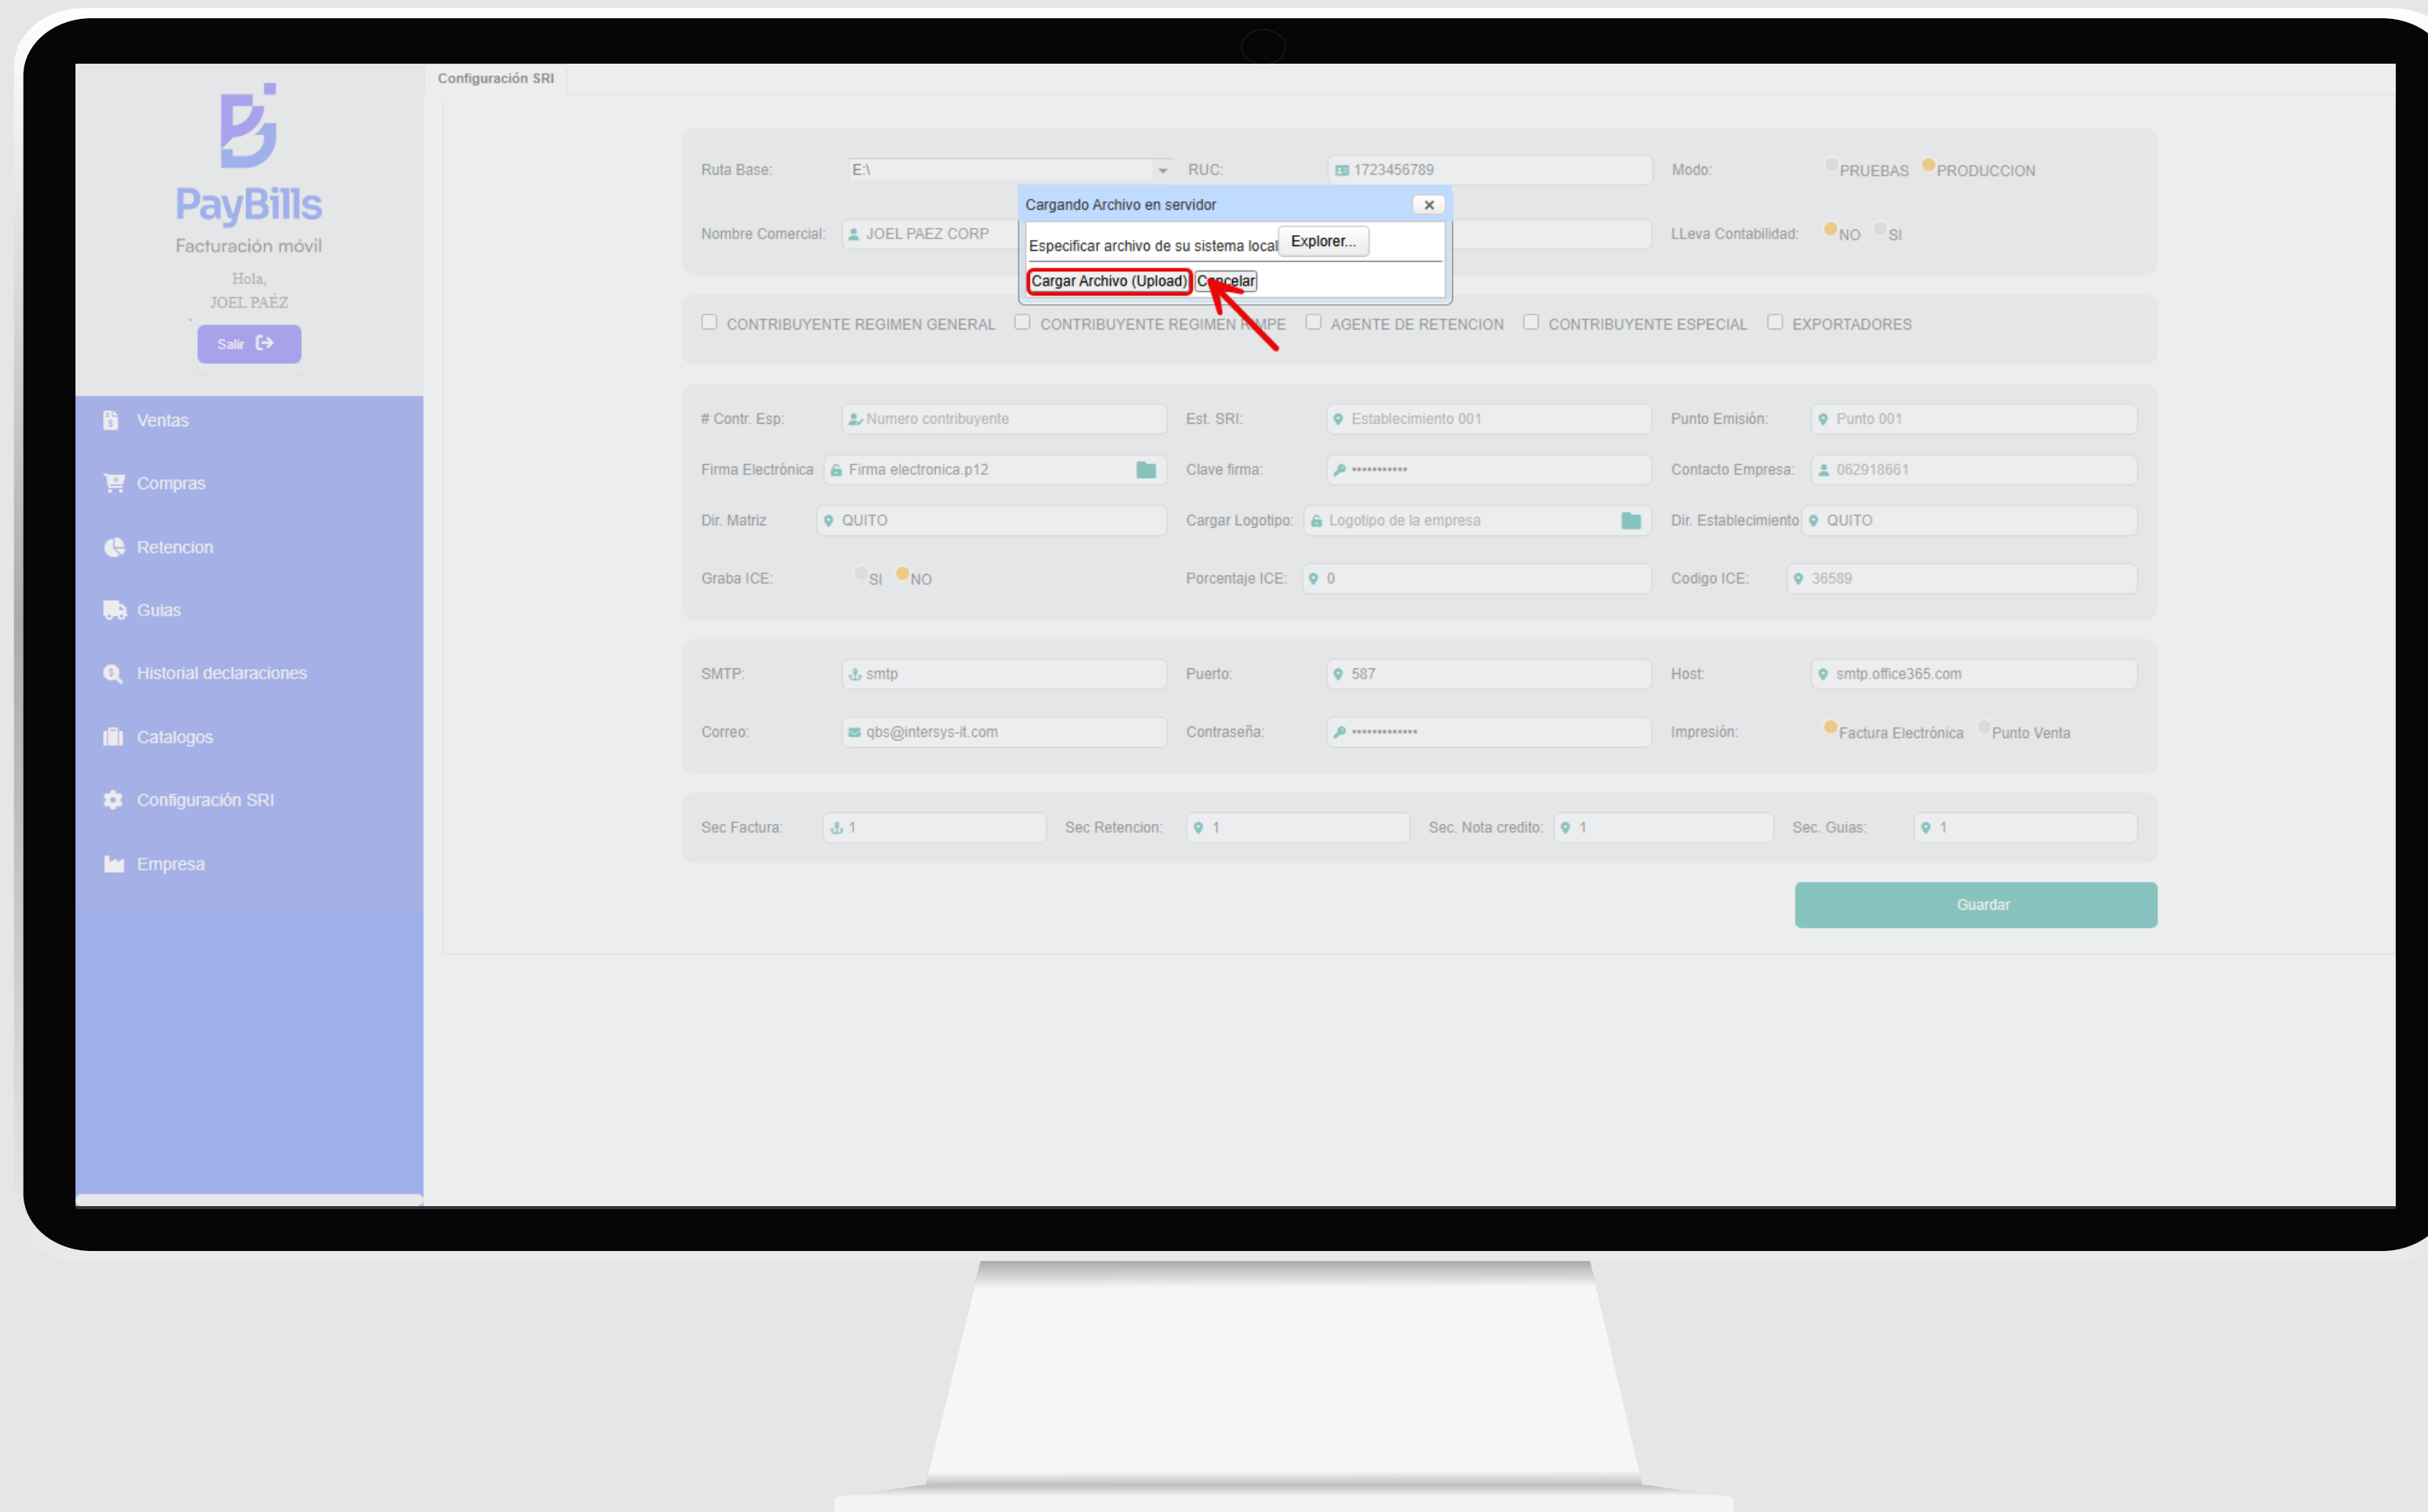 Configuración SRI
PayBills
Facturación móvil
Hola,
JOEL PAÉZ
Salir
Ventas
Compras
Retencion
Guias
Historial declaraciones
Catalogos
Configuración SRI
Empresa
Ruta Base: E:\ RUC: 1723456789 Modo: PRUEBAS PRODUCCION
Cargando Archivo en servidor
Nombre Comercial: JOEL PAEZ CORP LLeva Contabilidad: NO SI
Especificar archivo de su sistema local Explorer...
Cargar Archivo (Upload) Cancelar
CONTRIBUYENTE REGIMEN GENERAL CONTRIBUYENTE REGIMEN RIMPE AGENTE DE RETENCION CONTRIBUYENTE ESPECIAL EXPORTADORES
# Contr. Esp: Numero contribuyente Est. SRI: Establecimiento 001 Punto Emisión: Punto 001
Firma Electrónica Firma electronica.p12 Clave firma: ••••••••••• Contacto Empresa: 062918661
Dir. Matriz QUITO Cargar Logotipo: Logotipo de la empresa Dir. Establecimiento QUITO
Graba ICE: SI NO Porcentaje ICE: 0 Codigo ICE: 36589
SMTP: smtp Puerto: 587 Host: smtp.office365.com
Correo: qbs@intersys-it.com Contraseña: ••••••••••••• Impresión: Factura Electrónica Punto Venta
Sec Factura: 1 Sec Retencion: 1 Sec. Nota credito: 1 Sec. Guias: 1
Guardar